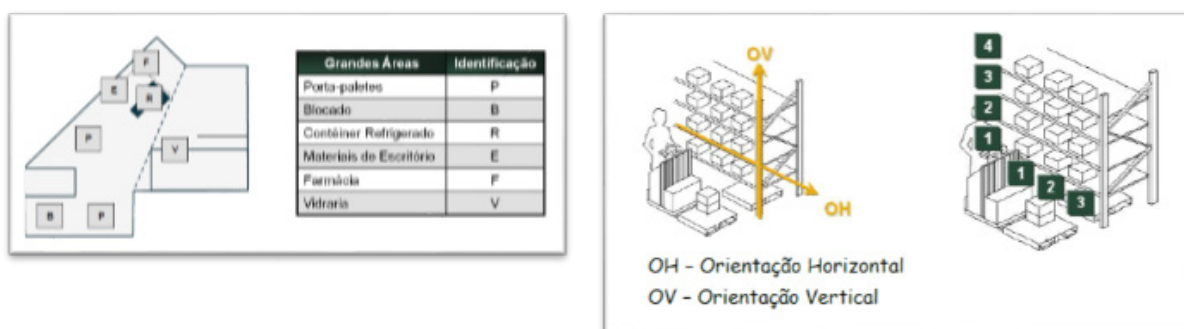 F
E
R
P
V
B
P
Grandes Áreas Identificação
Porta-paletes P
Blocado B
Contêiner Refrigerado R
Materiais de Escritório E
Farmácia F
Vidraria V
OV
OH
OH - Orientação Horizontal
OV - Orientação Vertical
4
3
2
1
1
2
3